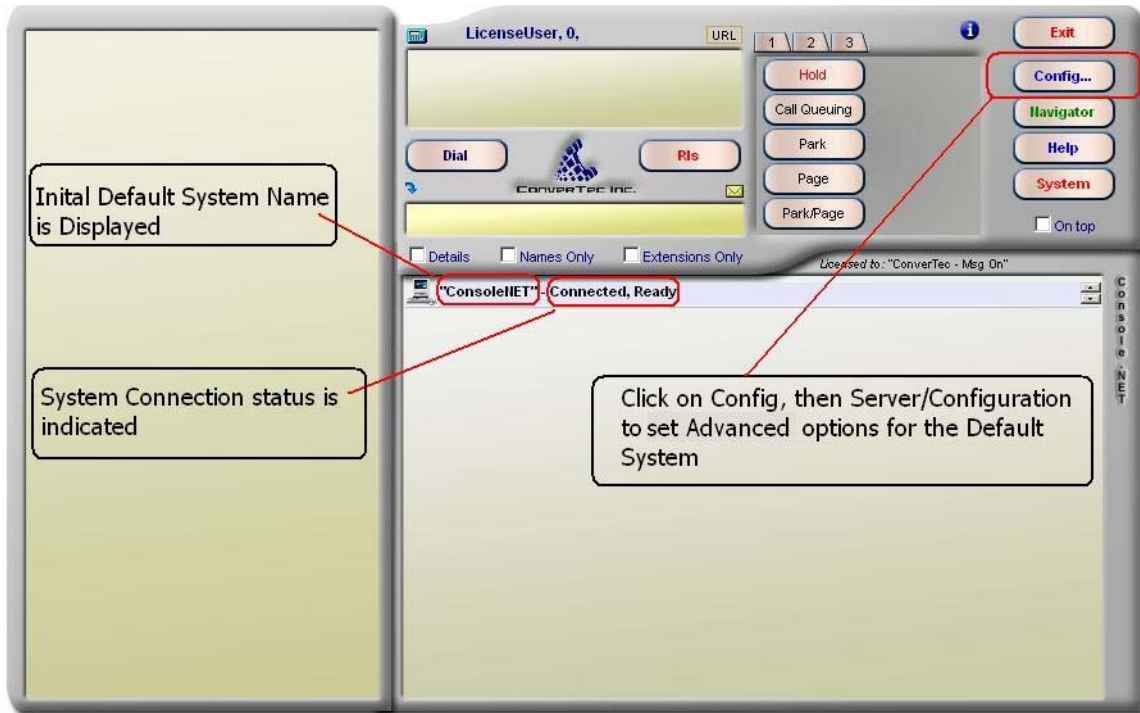 LicenseUser, 0,
URL
1 2 3
Exit
Hold
Config...
Call Queuing
Navigator
Dial
Rls
Park
Help
ConverTec Inc.
Page
System
Park/Page
On top
Details
Names Only
Extensions Only
Licensed to: "ConverTec - Msg On"
"ConsoleNET" - Connected, Ready
Console .NET
Inital Default System Name
is Displayed
System Connection status is
indicated
Click on Config, then Server/Configuration
to set Advanced options for the Default
System